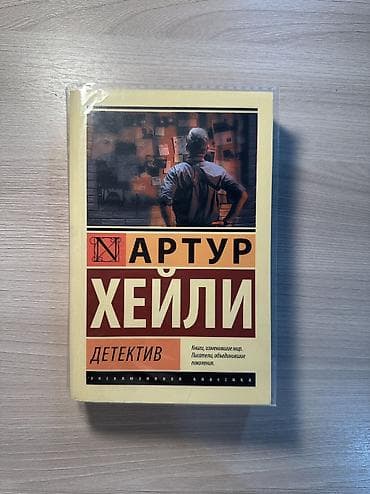 N АРТУР
ХЕЙЛИ
ДЕТЕКТИВ
Книги, изменившие мир.
Писатели, объединившие
поколения.
ЭКСКЛЮЗИВНАЯ КЛАССИКА